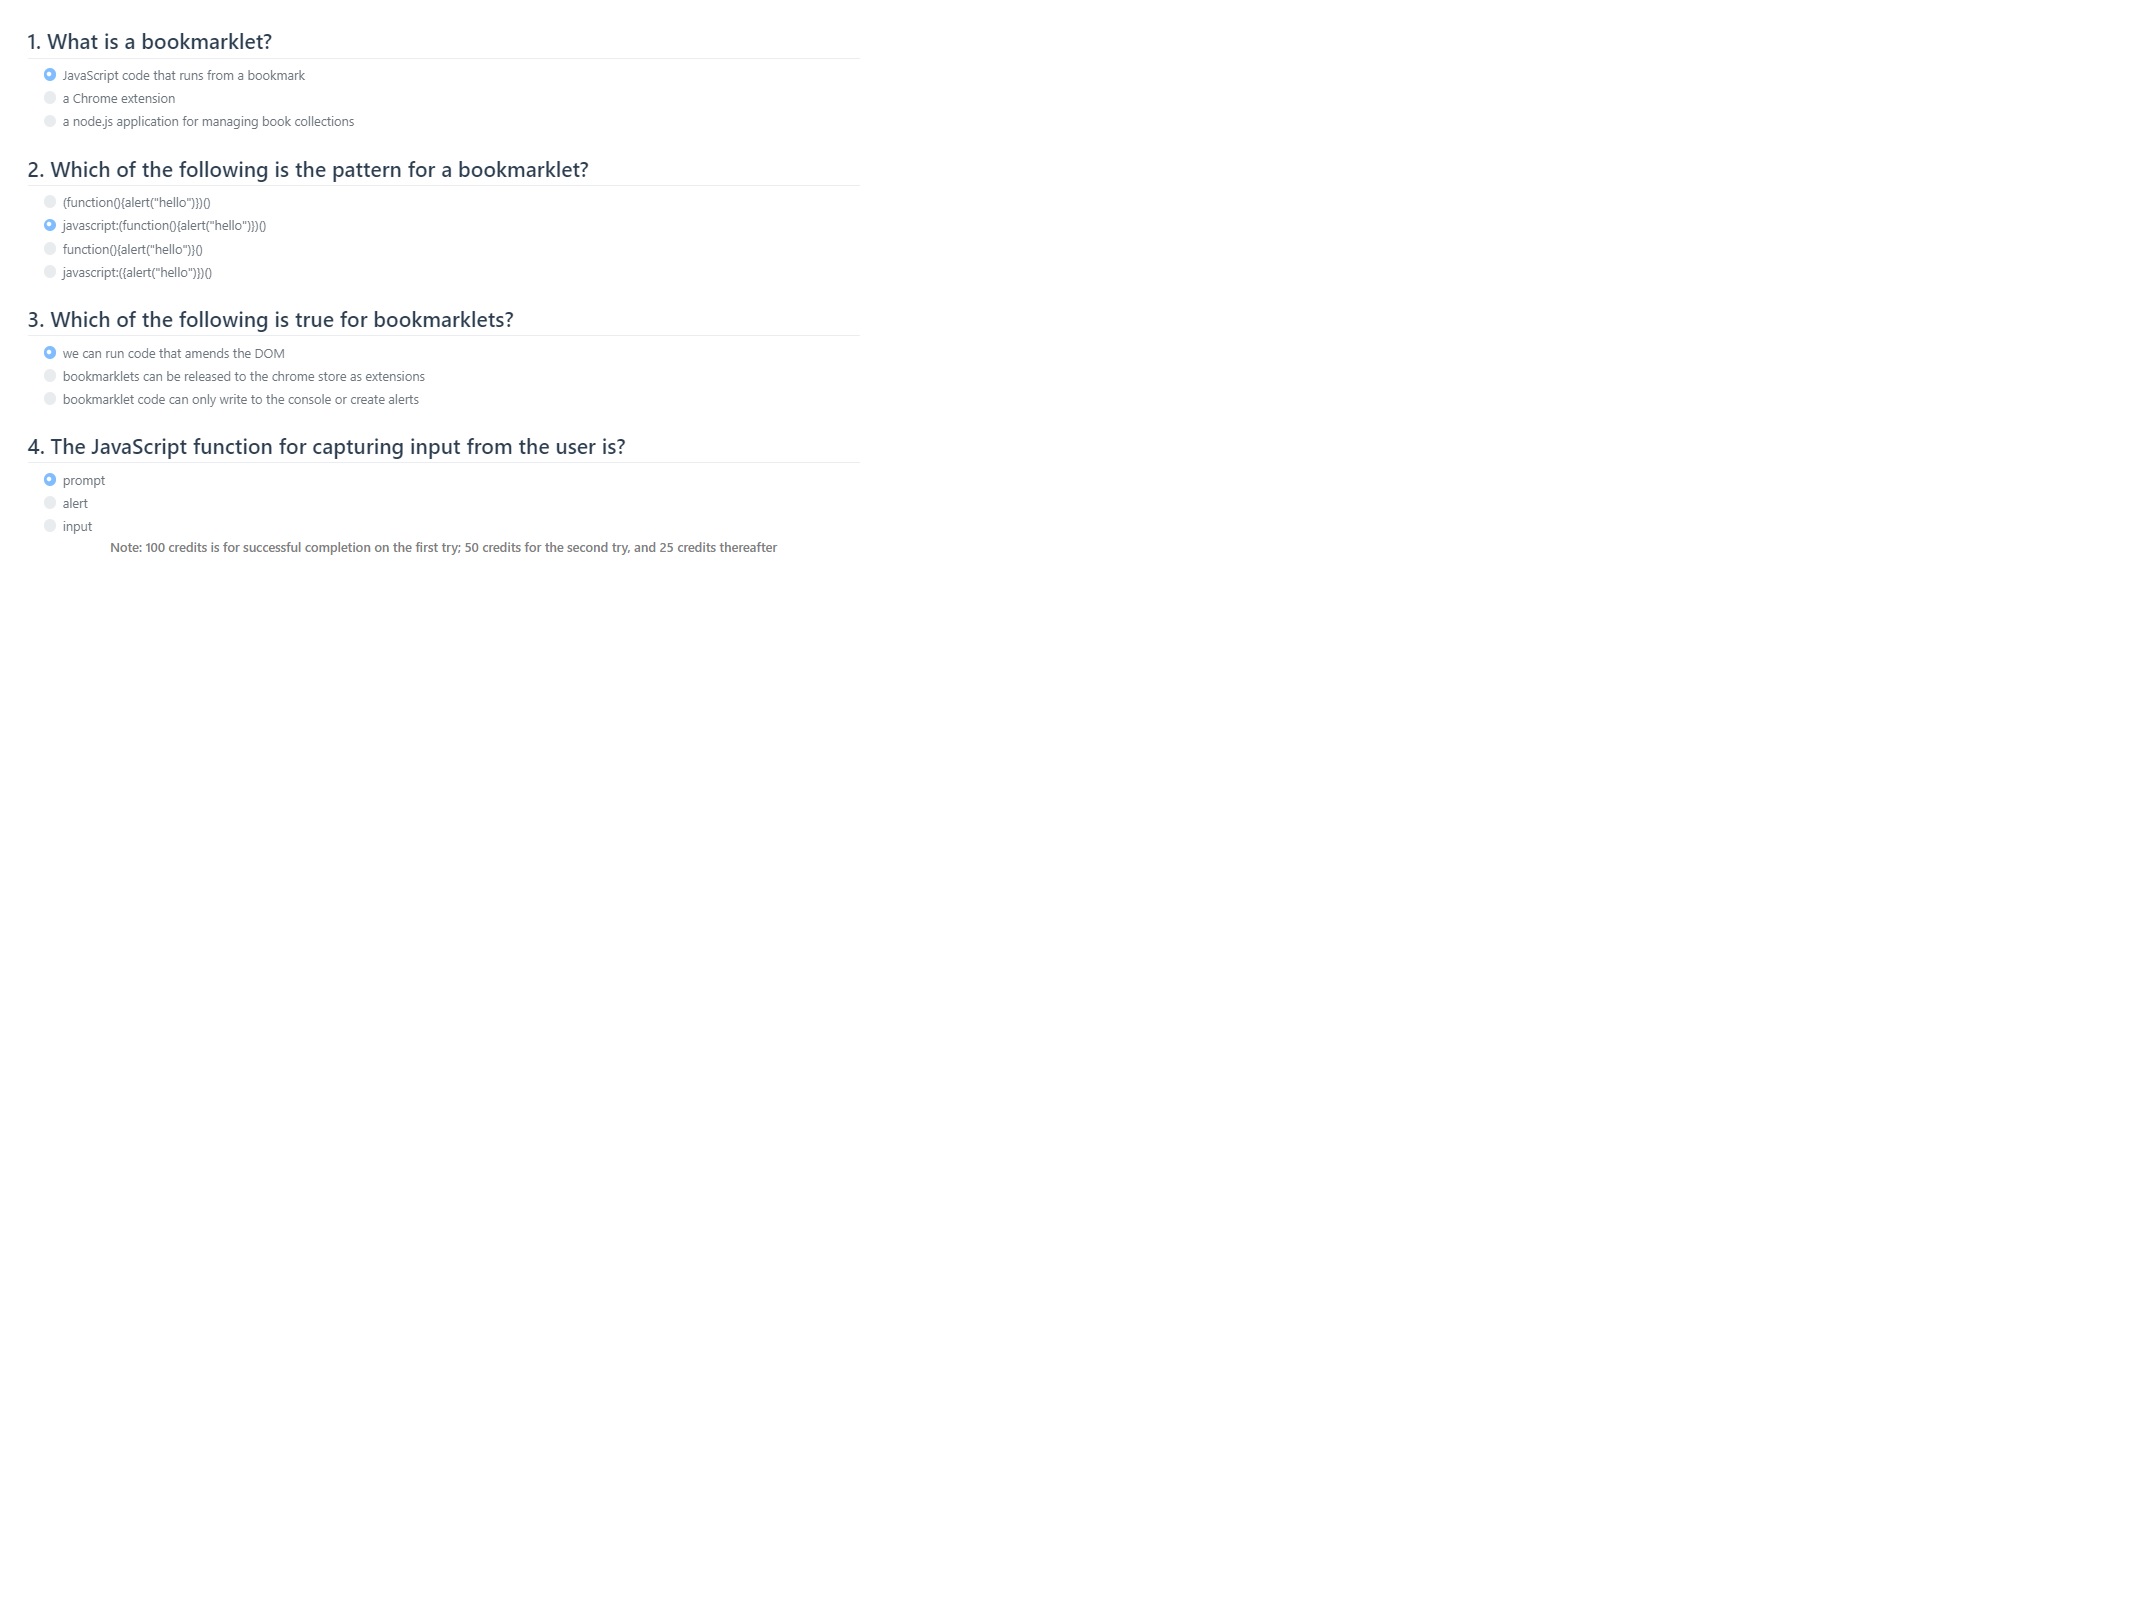 1. What is a bookmarklet?
JavaScript code that runs from a bookmark
a Chrome extension
a node.js application for managing book collections
2. Which of the following is the pattern for a bookmarklet?
(function(){alert("hello")})()
javascript:(function(){alert("hello")})()
function(){alert("hello")}()
javascript:({alert("hello")})()
3. Which of the following is true for bookmarklets?
we can run code that amends the DOM
bookmarklets can be released to the chrome store as extensions
bookmarklet code can only write to the console or create alerts
4. The JavaScript function for capturing input from the user is?
prompt
alert
input
Note: 100 credits is for successful completion on the first try; 50 credits for the second try, and 25 credits thereafter